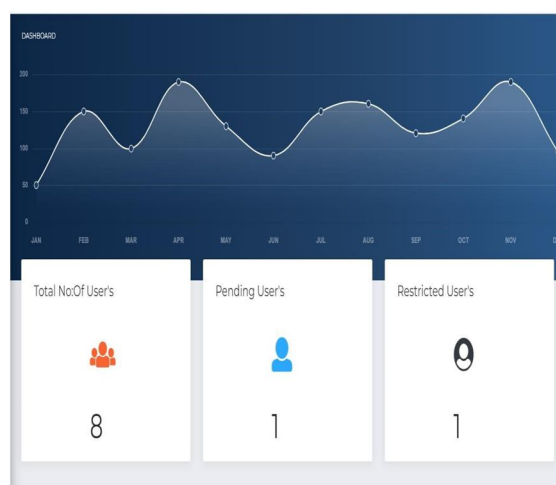 DASHBOARD
200
150
100
50
0
JAN FEB MAR APR MAY JUN JUL AUG SEP OCT NOV D
Total No:Of User's Pending User's Restricted User's
8 1 1